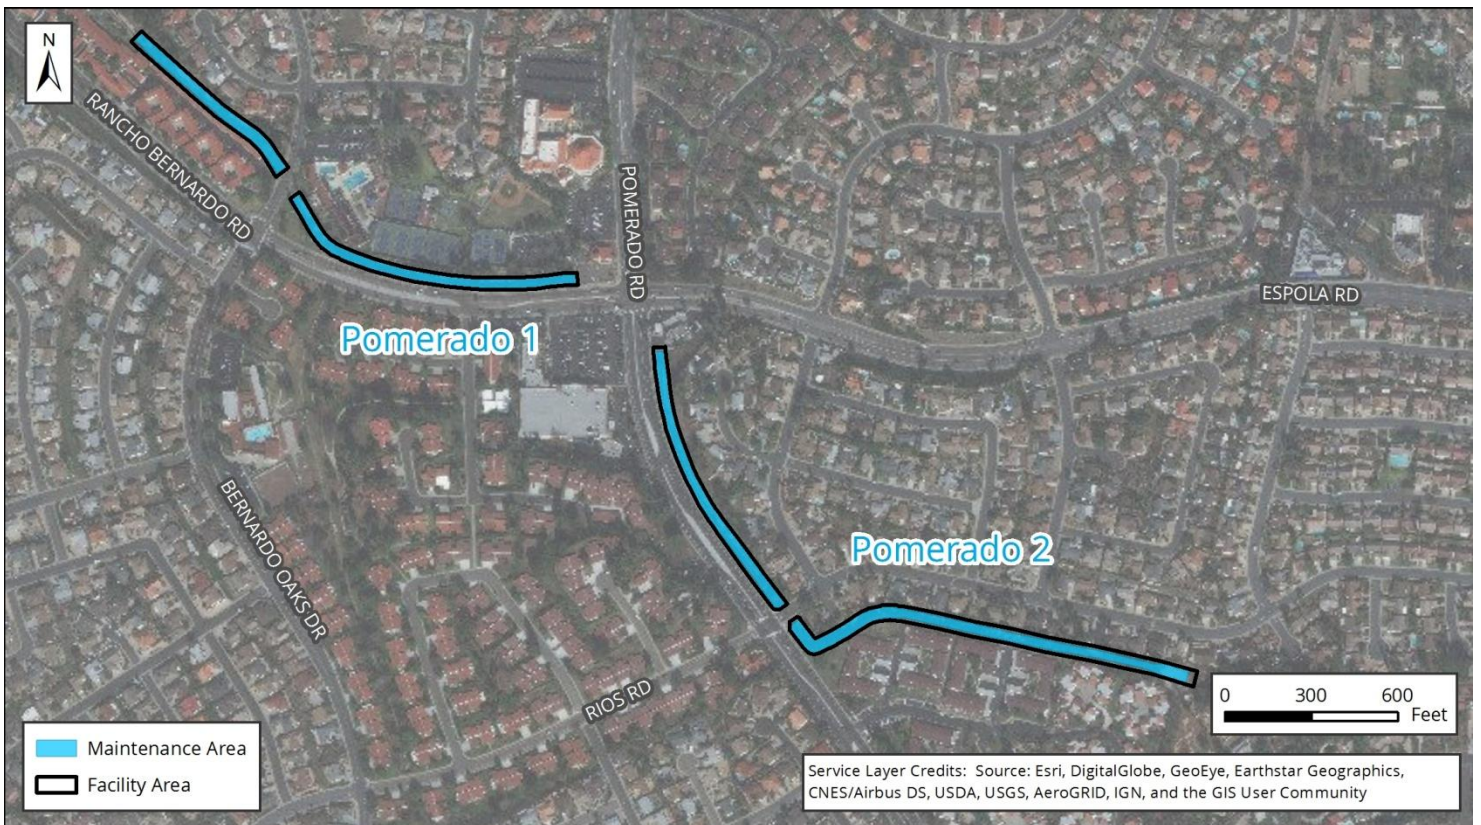 N
RANCHO BERNARDO RD
POMERADO RD
ESPOLA RD
Pomerado 1
Pomerado 2
BERNARDO OAKS DR
RIOS RD
0 300 600
Feet
Maintenance Area
Facility Area
Service Layer Credits: Source: Esri, DigitalGlobe, GeoEye, Earthstar Geographics,
CNES/Airbus DS, USDA, USGS, AeroGRID, IGN, and the GIS User Community